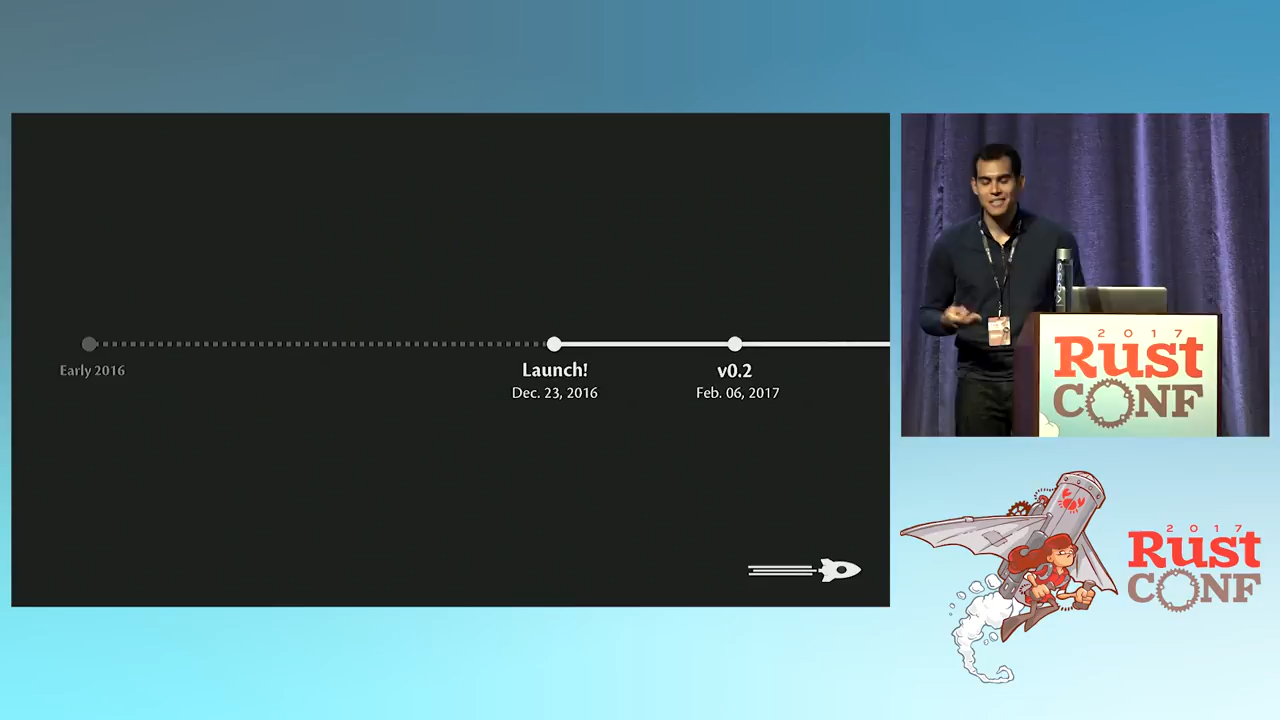 Early 2016
Launch!
Dec. 23, 2016
v0.2
Feb. 06, 2017
2017
Rust
CONF
2017
Rust
CONF